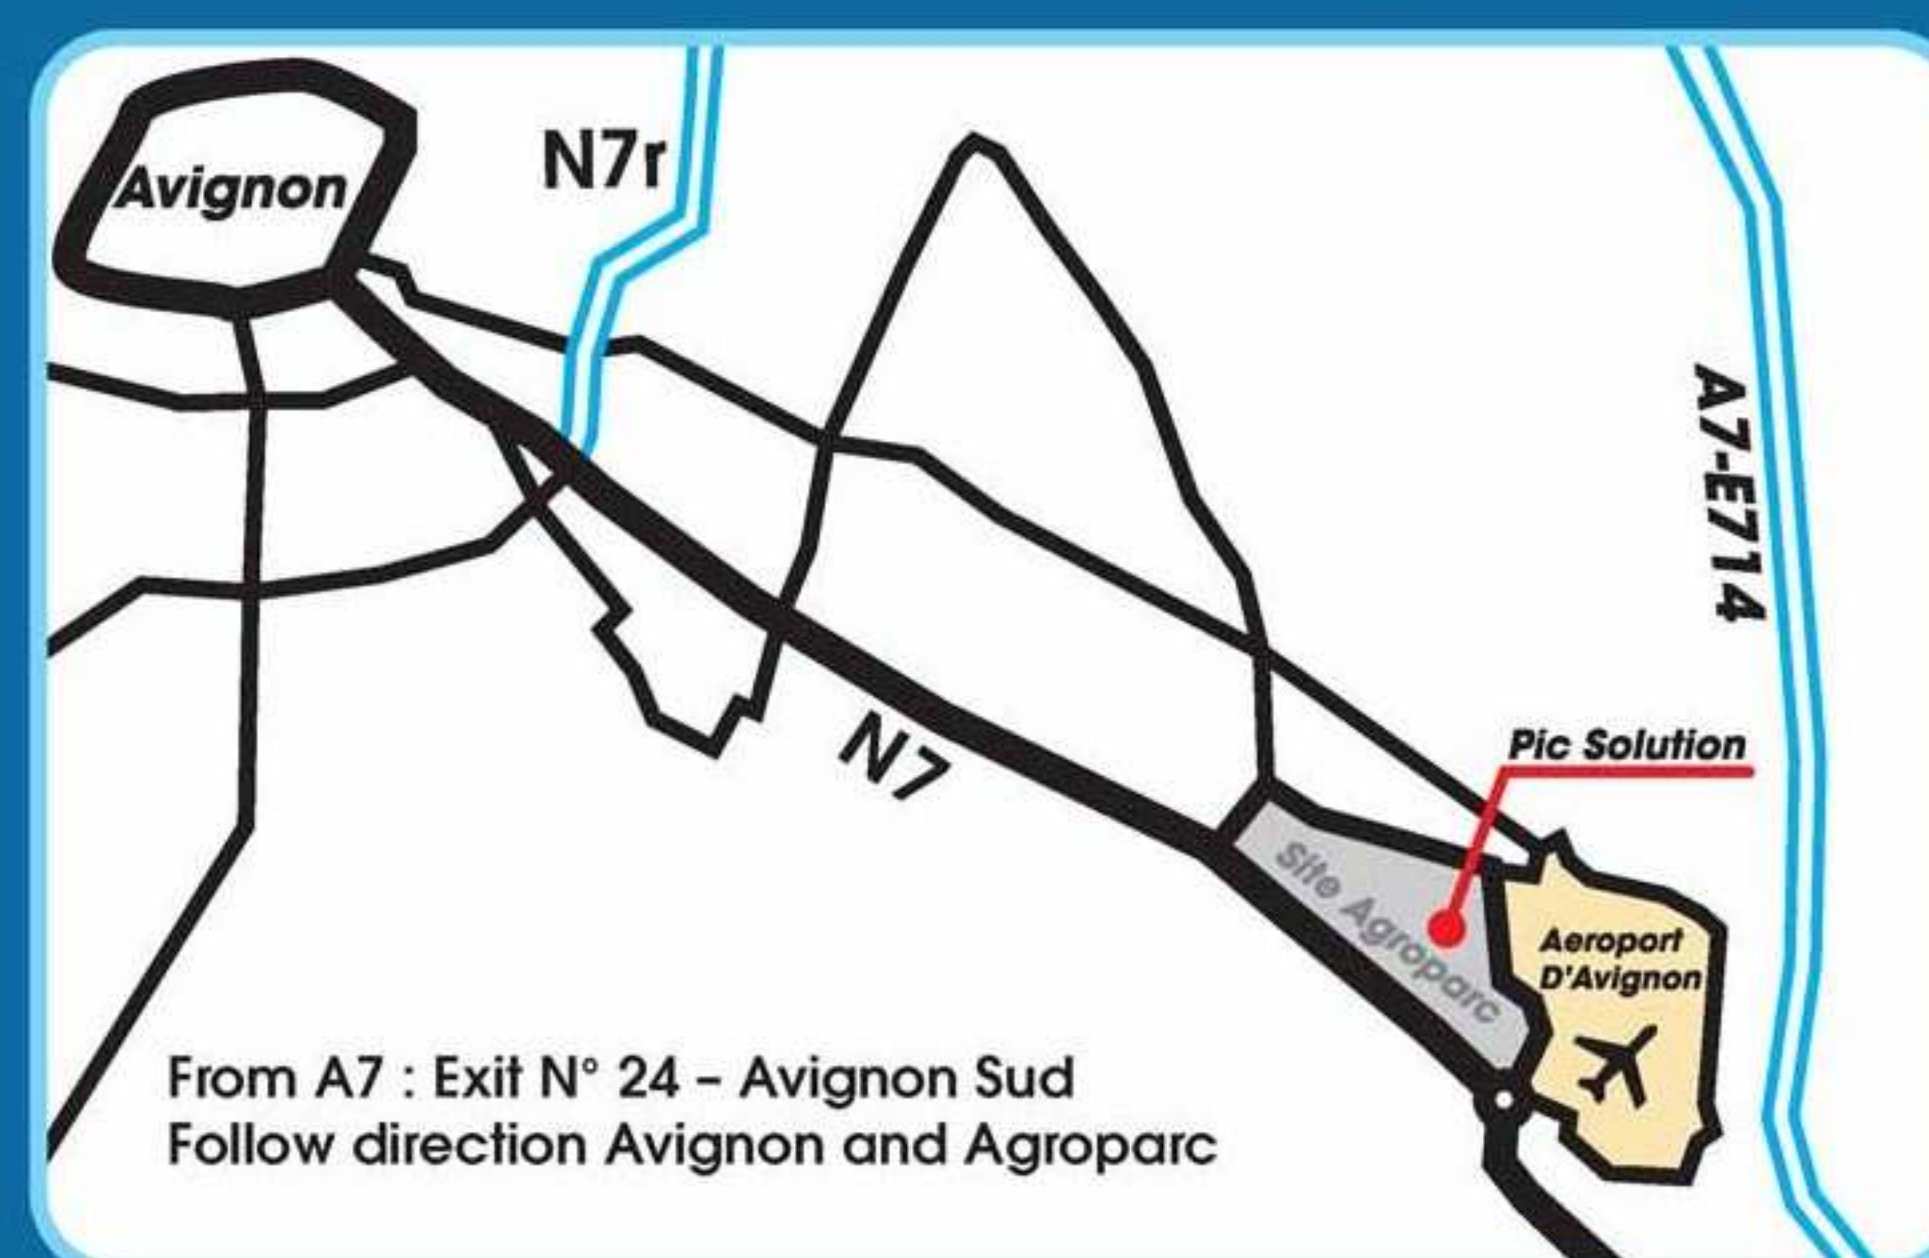 Avignon
N7r
A7-E714
N7
Pic Solution
Site Agroparc
Aeroport
D'Avignon
From A7 : Exit N° 24 – Avignon Sud
Follow direction Avignon and Agroparc